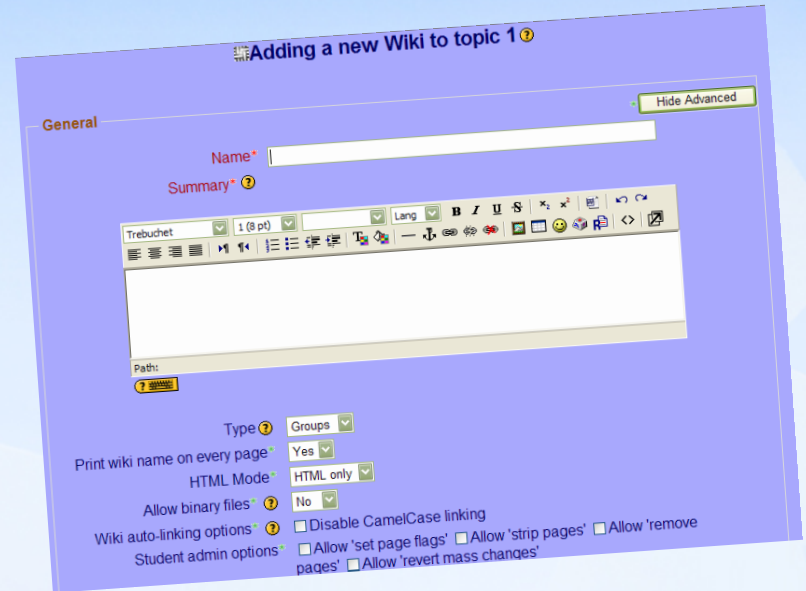 Adding a new Wiki to topic 1
Hide Advanced
General
Name*
Summary*
Trebuchet 1 (8 pt) Lang B I U S x₂ x²
Path:
Type Groups
Print wiki name on every page* Yes
HTML Mode* HTML only
Allow binary files* No
Wiki auto-linking options* Disable CamelCase linking
Student admin options* Allow 'set page flags' Allow 'strip pages' Allow 'remove
pages' Allow 'revert mass changes'